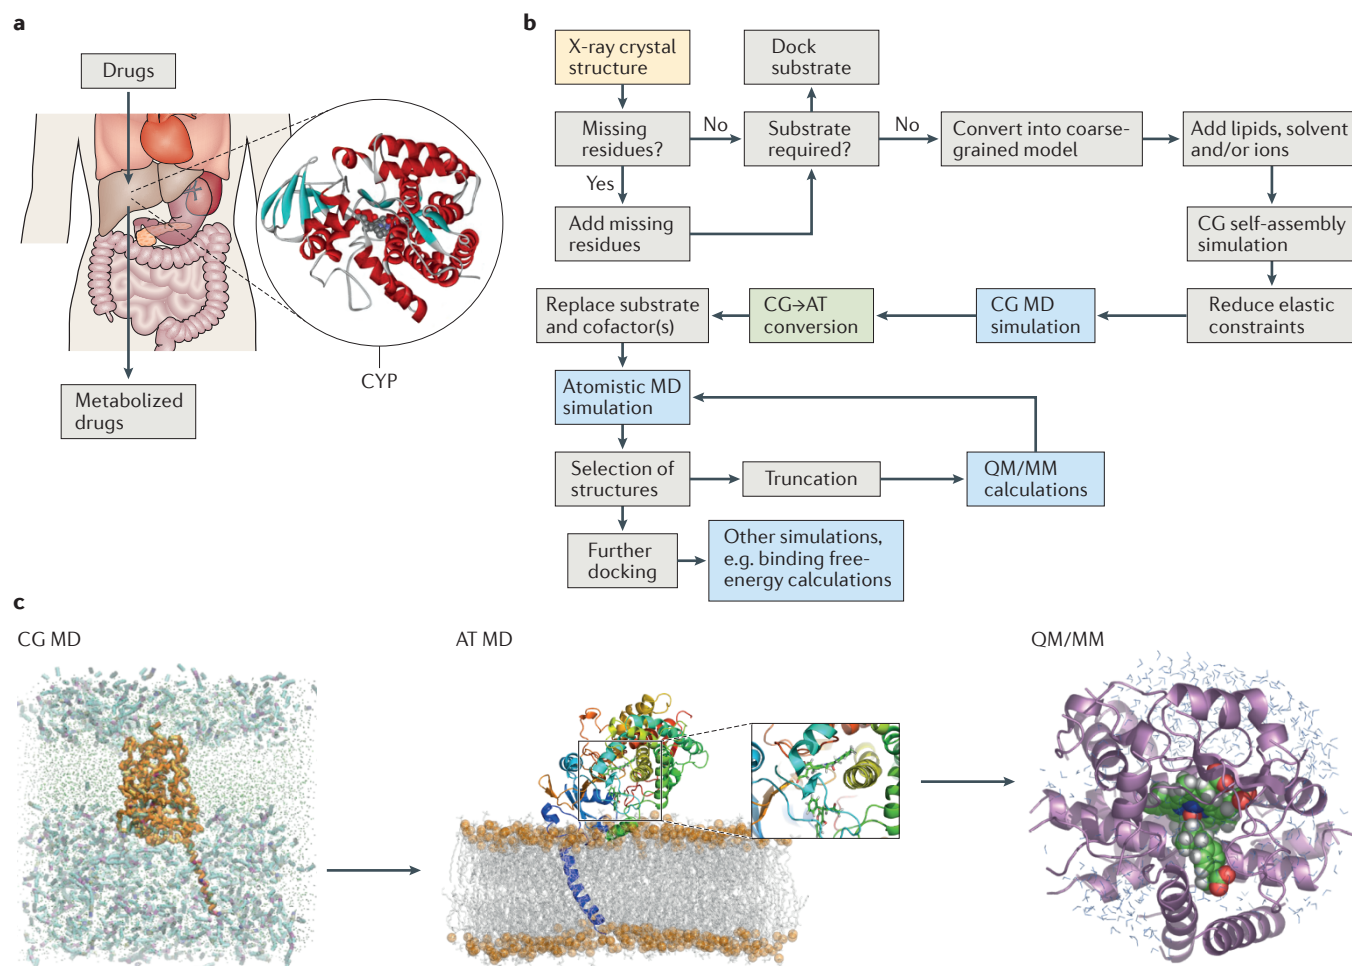 a
Drugs
CYP
Metabolized
drugs
b
X-ray crystal
structure
Dock
substrate
Missing
residues?
No
Substrate
required?
No
Convert into coarse-
grained model
Add lipids, solvent
and/or ions
Yes
Add missing
residues
CG self-assembly
simulation
Replace substrate
and cofactor(s)
CG→AT
conversion
CG MD
simulation
Reduce elastic
constraints
Atomistic MD
simulation
Selection of
structures
Truncation
QM/MM
calculations
Further
docking
Other simulations,
e.g. binding free-
energy calculations
c
CG MD
AT MD
QM/MM